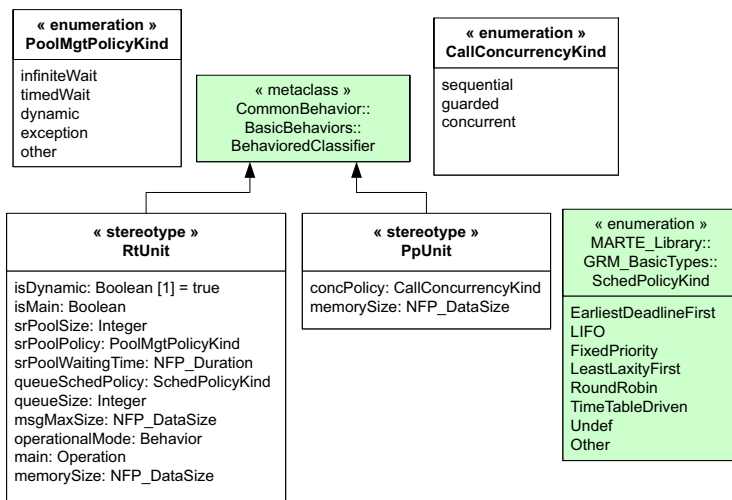 « enumeration »
PoolMgtPolicyKind
infiniteWait
timedWait
dynamic
exception
other
« metaclass »
CommonBehavior::
BasicBehaviors::
BehavioredClassifier
« enumeration »
CallConcurrencyKind
sequential
guarded
concurrent
« stereotype »
RtUnit
isDynamic: Boolean [1] = true
isMain: Boolean
srPoolSize: Integer
srPoolPolicy: PoolMgtPolicyKind
srPoolWaitingTime: NFP_Duration
queueSchedPolicy: SchedPolicyKind
queueSize: Integer
msgMaxSize: NFP_DataSize
operationalMode: Behavior
main: Operation
memorySize: NFP_DataSize
« stereotype »
PpUnit
concPolicy: CallConcurrencyKind
memorySize: NFP_DataSize
« enumeration »
MARTE_Library::
GRM_BasicTypes::
SchedPolicyKind
EarliestDeadlineFirst
LIFO
FixedPriority
LeastLaxityFirst
RoundRobin
TimeTableDriven
Undef
Other